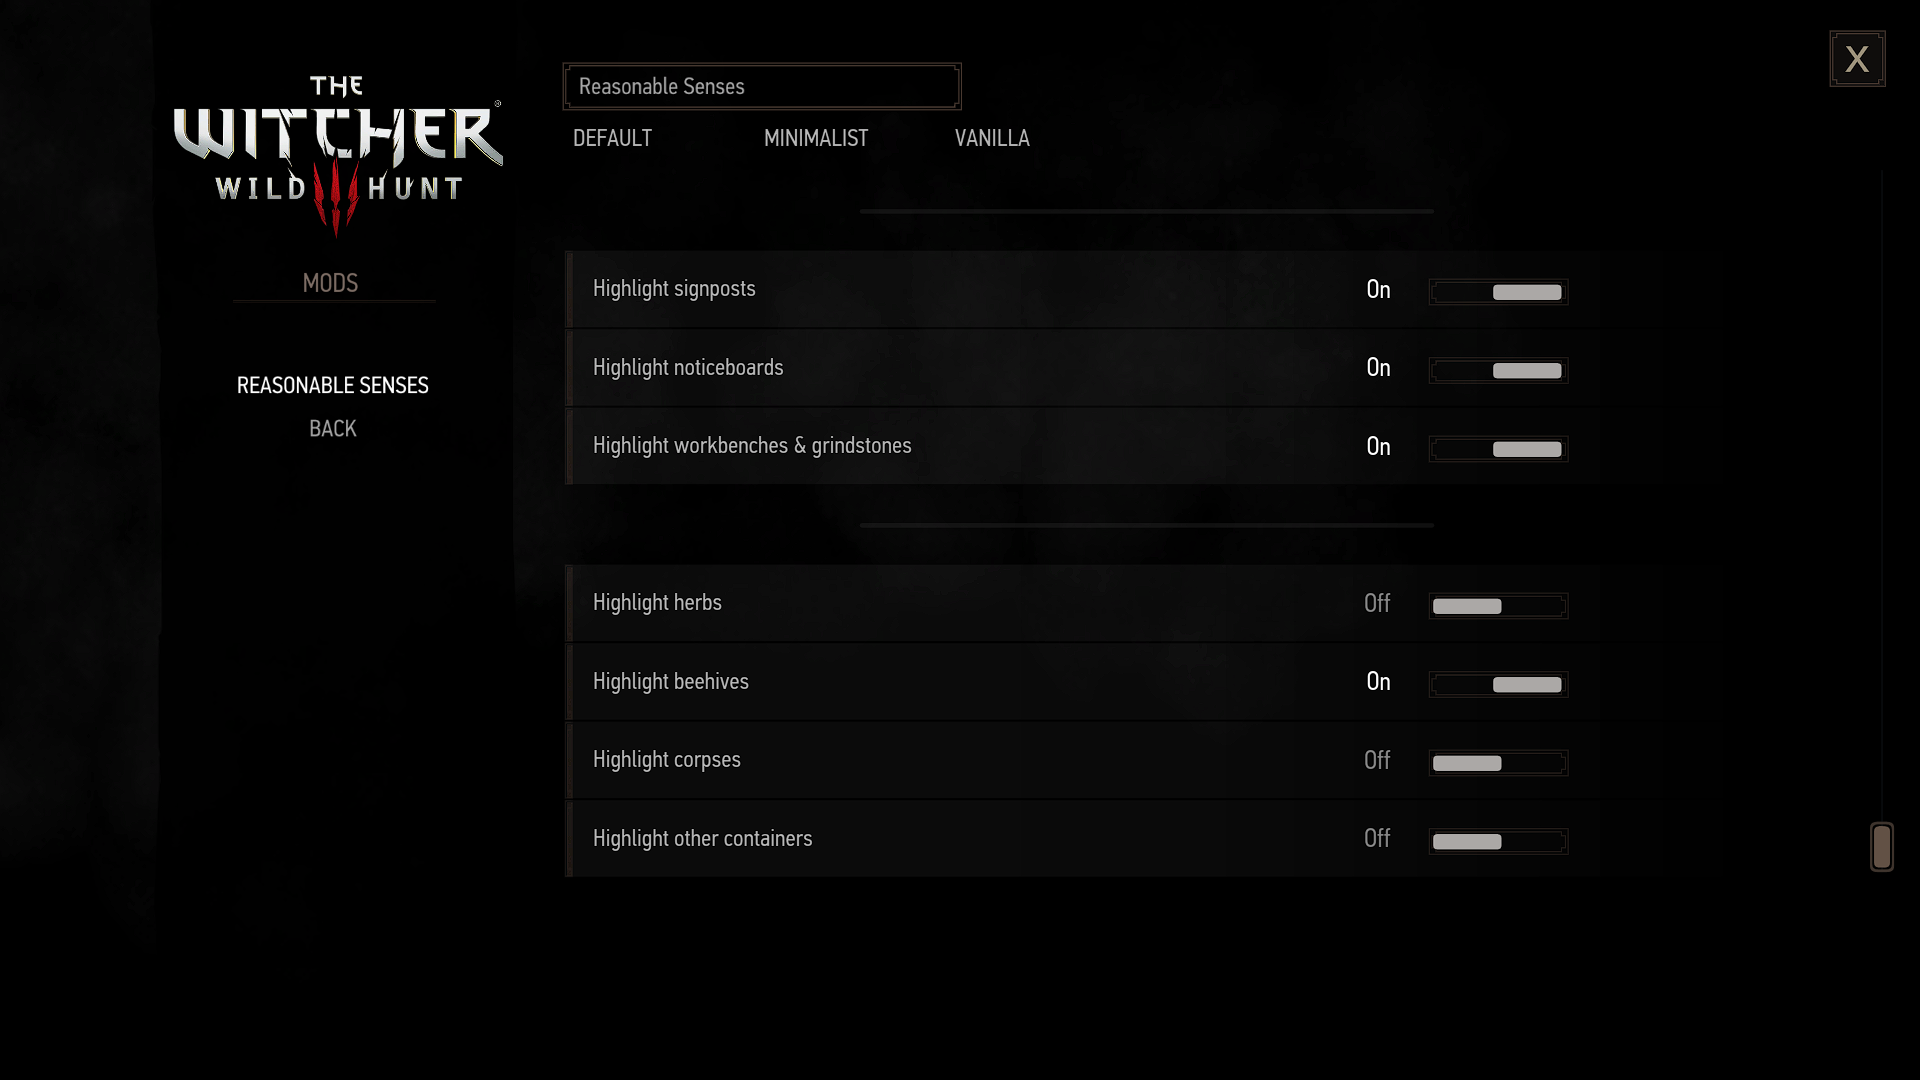 THE
WITCHER
WILD HUNT
MODS
REASONABLE SENSES
BACK
Reasonable Senses
DEFAULT MINIMALIST VANILLA
Highlight signposts On
Highlight noticeboards On
Highlight workbenches & grindstones On
Highlight herbs Off
Highlight beehives On
Highlight corpses Off
Highlight other containers Off
X